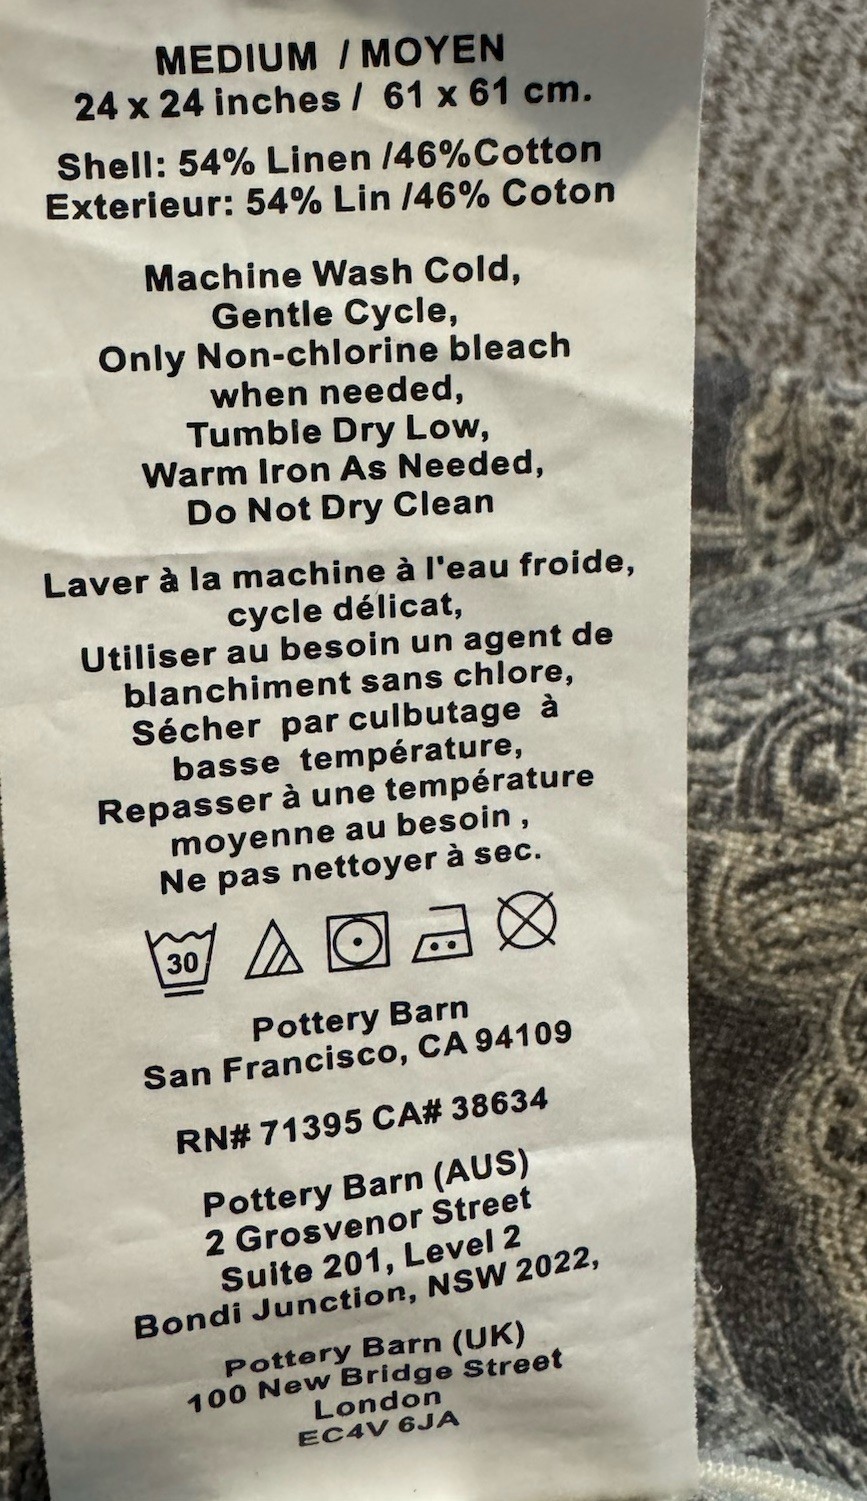 MEDIUM / MOYEN
24 x 24 inches / 61 x 61 cm.
Shell: 54% Linen /46%Cotton
Exterieur: 54% Lin /46% Coton
Machine Wash Cold,
Gentle Cycle,
Only Non-chlorine bleach
when needed,
Tumble Dry Low,
Warm Iron As Needed,
Do Not Dry Clean
Laver à la machine à l'eau froide,
cycle délicat,
Utiliser au besoin un agent de
blanchiment sans chlore,
Sécher par culbutage à
basse température,
Repasser à une température
moyenne au besoin ,
Ne pas nettoyer à sec.
30
Pottery Barn
San Francisco, CA 94109
RN# 71395 CA# 38634
Pottery Barn (AUS)
2 Grosvenor Street
Suite 201, Level 2
Bondi Junction, NSW 2022,
Pottery Barn (UK)
100 New Bridge Street
London
EC4V 6JA